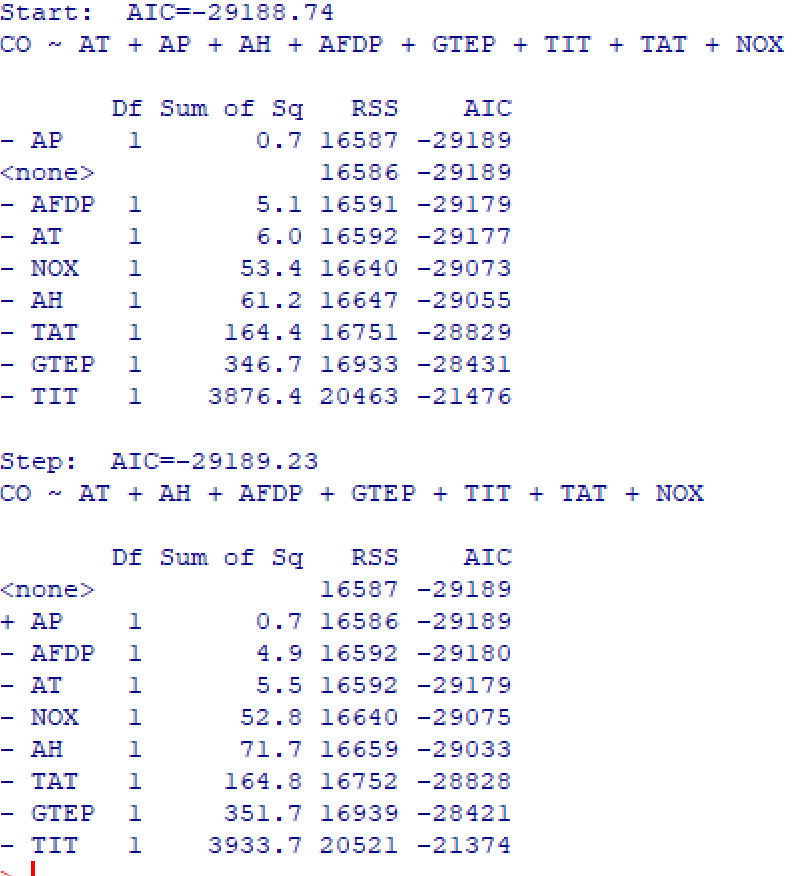 Start:  AIC=-29188.74
CO ~ AT + AP + AH + AFDP + GTEP + TIT + TAT + NOX
       Df Sum of Sq   RSS    AIC
- AP    1       0.7 16587 -29189
<none>              16586 -29189
- AFDP  1       5.1 16591 -29179
- AT    1       6.0 16592 -29177
- NOX   1      53.4 16640 -29073
- AH    1      61.2 16647 -29055
- TAT   1     164.4 16751 -28829
- GTEP  1     346.7 16933 -28431
- TIT   1    3876.4 20463 -21476
Step:  AIC=-29189.23
CO ~ AT + AH + AFDP + GTEP + TIT + TAT + NOX
       Df Sum of Sq   RSS    AIC
<none>              16587 -29189
+ AP    1       0.7 16586 -29189
- AFDP  1       4.9 16592 -29180
- AT    1       5.5 16592 -29179
- NOX   1      52.8 16640 -29075
- AH    1      71.7 16659 -29033
- TAT   1     164.8 16752 -28828
- GTEP  1     351.7 16939 -28421
- TIT   1    3933.7 20521 -21374
>